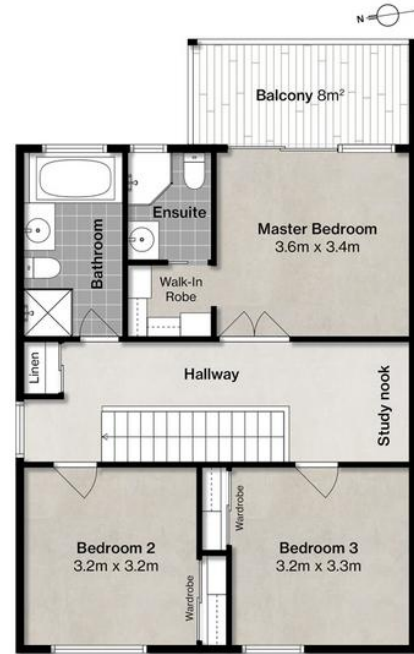 N
Balcony 8m²
Ensuite
Bathroom
Master Bedroom
3.6m x 3.4m
Walk-In
Robe
Linen
Hallway
Study nook
Bedroom 2
3.2m x 3.2m
Wardrobe
Wardrobe
Bedroom 3
3.2m x 3.3m